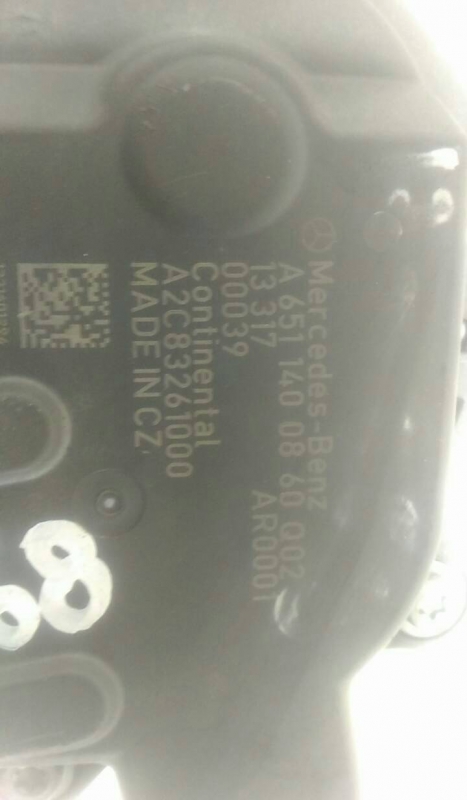 Mercedes-Benz
A 651 140 08 60 Q02
13 317 AR0001
00039
Continental
A2C83261000
MADE IN CZ